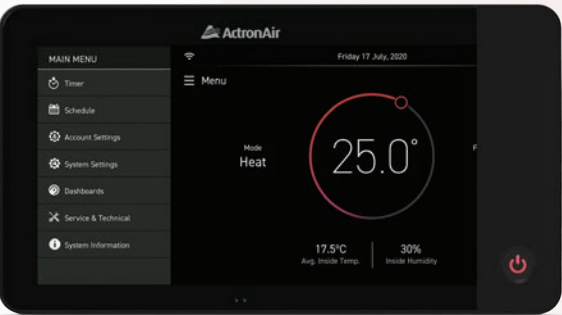 ActronAir
MAIN MENU
Timer
Schedule
Account Settings
System Settings
Dashboards
Service & Technical
System Information
Friday 17 July, 2020
Menu
Mode
Heat
25.0°
F
17.5°C
Avg. Inside Temp.
30%
Inside Humidity